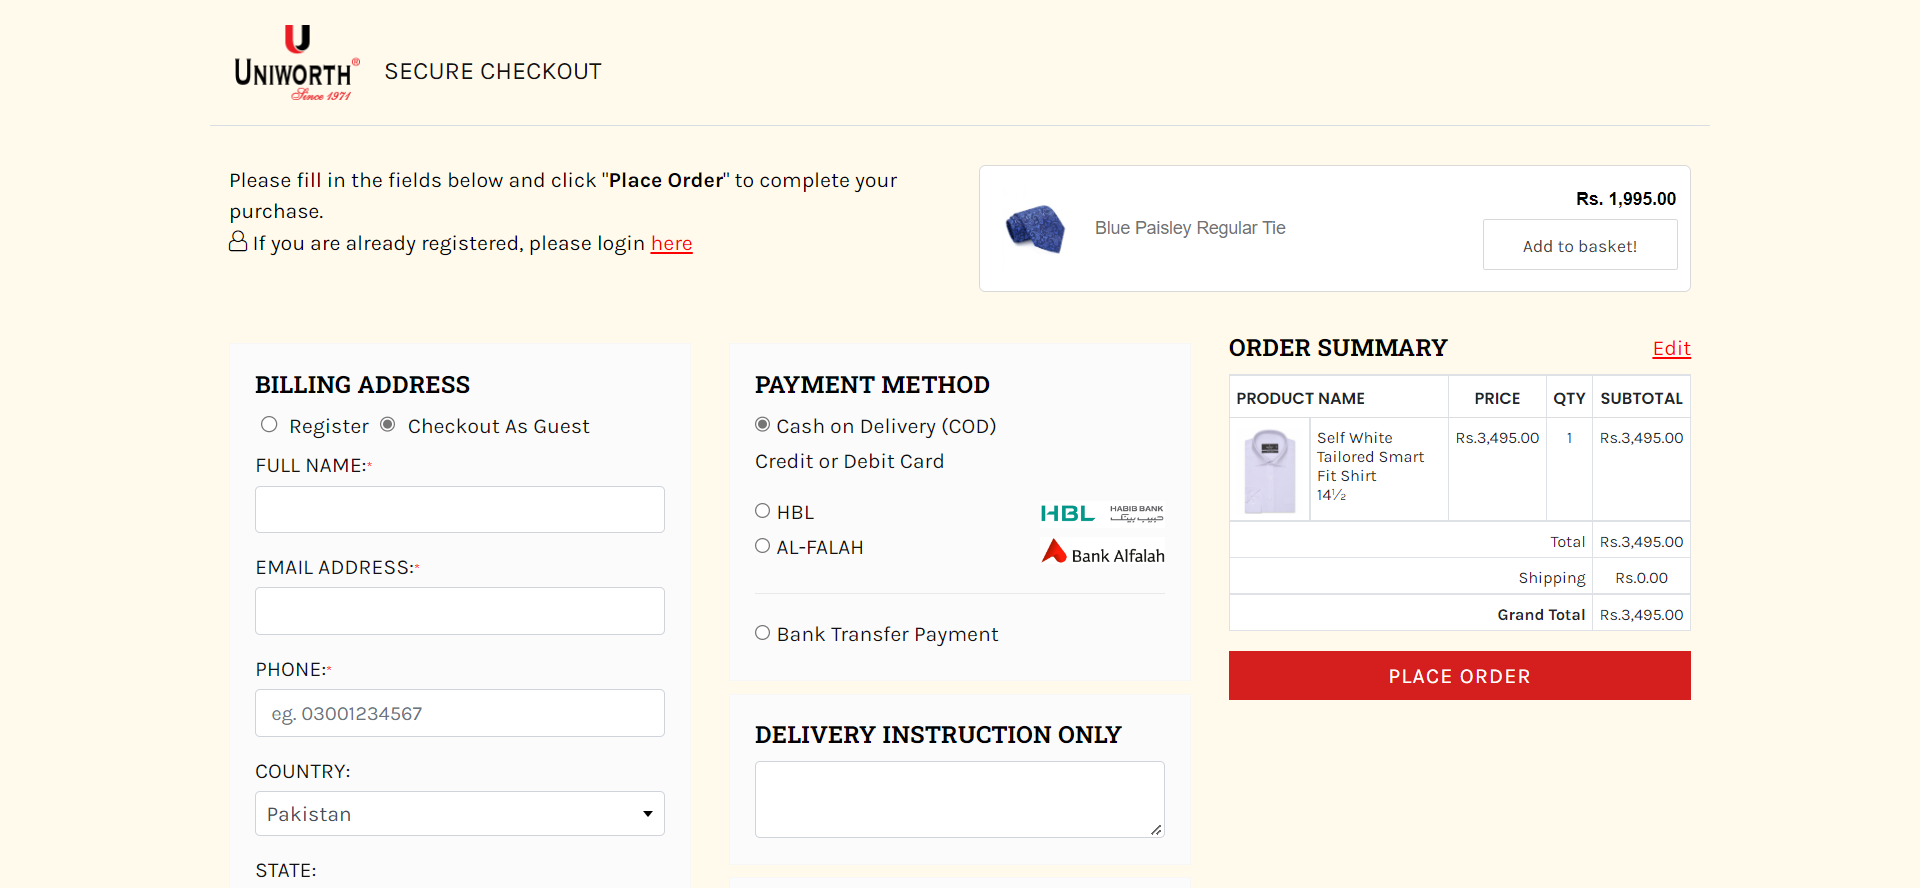 U
UNIWORTH®
Since 1971
SECURE CHECKOUT
Please fill in the fields below and click "Place Order" to complete your
purchase.
If you are already registered, please login here
Blue Paisley Regular Tie
Rs. 1,995.00
Add to basket!
BILLING ADDRESS
Register Checkout As Guest
FULL NAME:*
EMAIL ADDRESS:*
PHONE:*
eg. 03001234567
COUNTRY:
Pakistan
STATE:
PAYMENT METHOD
Cash on Delivery (COD)
Credit or Debit Card
HBL
HBL HABIB BANK
حبیب بینک
AL-FALAH
Bank Alfalah
Bank Transfer Payment
DELIVERY INSTRUCTION ONLY
ORDER SUMMARY Edit
PRODUCT NAME PRICE QTY SUBTOTAL
Self White Rs.3,495.00 1 Rs.3,495.00
Tailored Smart
Fit Shirt
14½
Total Rs.3,495.00
Shipping Rs.0.00
Grand Total Rs.3,495.00
PLACE ORDER